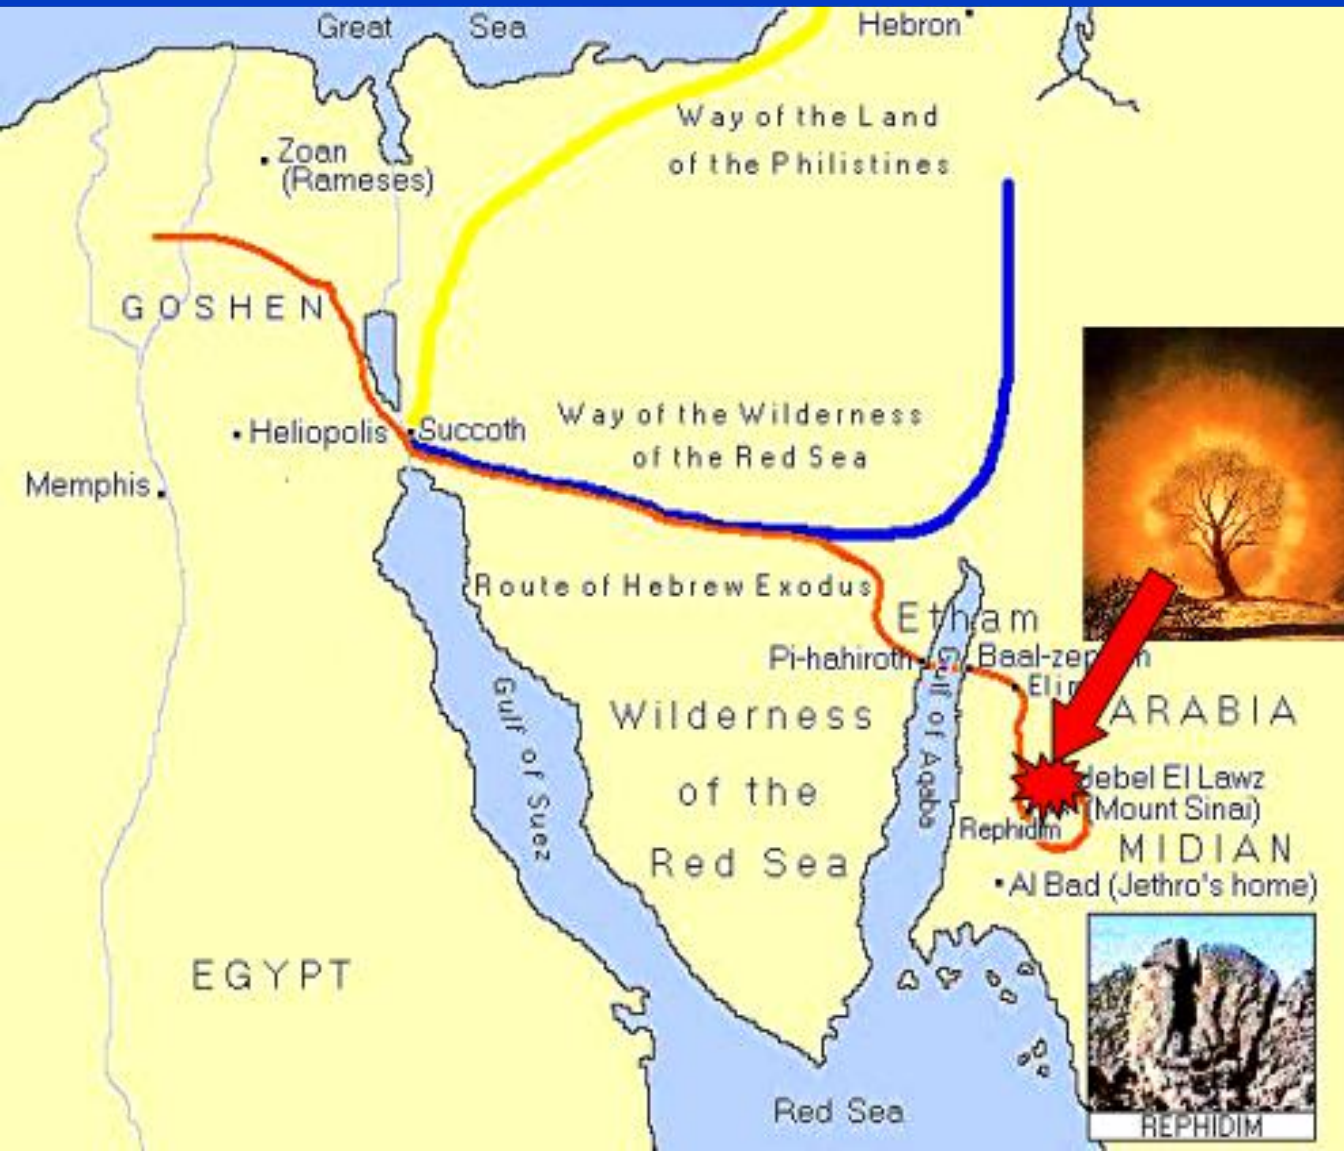 Great Sea
Hebron
Way of the Land
of the Philistines
Zoan
(Rameses)
GOSHEN
Way of the Wilderness
of the Red Sea
Heliopolis
Succoth
Memphis
Route of Hebrew Exodus
Etham
Pi-hahiroth
Gulf of Aqaba
Gulf of Suez
Wilderness
of the
Red Sea
ARABIA
Jebel El Lawz
(Mount Sinai)
Rephidim
MIDIAN
Al Bad (Jethro's home)
EGYPT
Red Sea
REPHIDIM